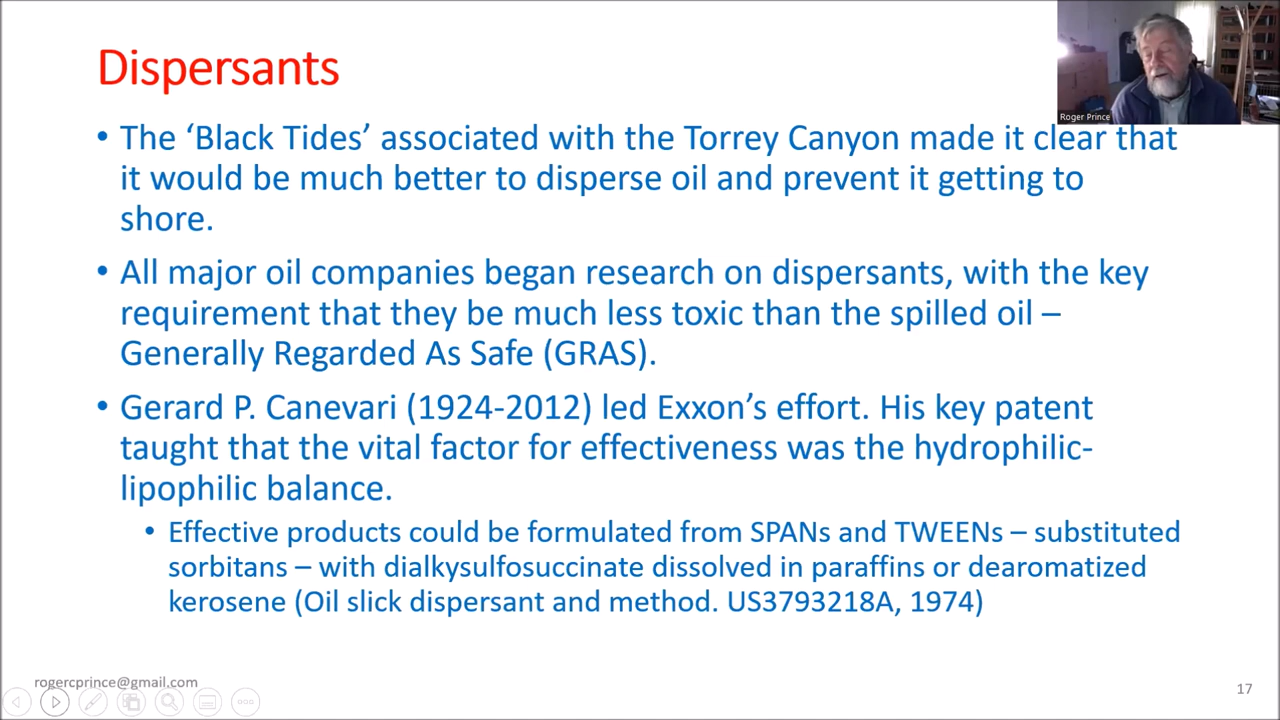 Dispersants
Roger Prince
• The ‘Black Tides’ associated with the Torrey Canyon made it clear that
it would be much better to disperse oil and prevent it getting to
shore.
• All major oil companies began research on dispersants, with the key
requirement that they be much less toxic than the spilled oil –
Generally Regarded As Safe (GRAS).
• Gerard P. Canevari (1924-2012) led Exxon’s effort. His key patent
taught that the vital factor for effectiveness was the hydrophilic-
lipophilic balance.
• Effective products could be formulated from SPANs and TWEENs – substituted
sorbitans – with dialkysulfosuccinate dissolved in paraffins or dearomatized
kerosene (Oil slick dispersant and method. US3793218A, 1974)
rogercprince@gmail.com
17